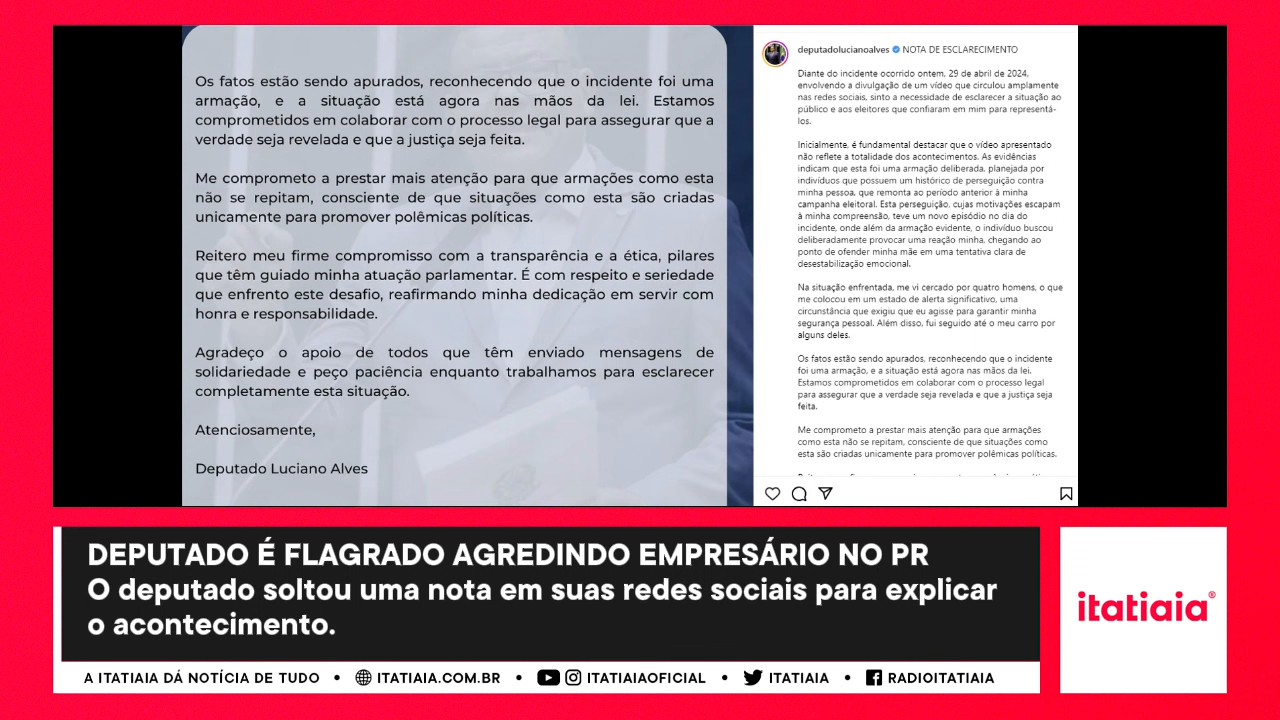 Os fatos estão sendo apurados, reconhecendo que o incidente foi uma
armação, e a situação está agora nas mãos da lei. Estamos
comprometidos em colaborar com o processo legal para assegurar que a
verdade seja revelada e que a justiça seja feita.
Me comprometo a prestar mais atenção para que armações como esta
não se repitam, consciente de que situações como esta são criadas
unicamente para promover polêmicas políticas.
Reitero meu firme compromisso com a transparência e a ética, pilares
que têm guiado minha atuação parlamentar. É com respeito e seriedade
que enfrento este desafio, reafirmando minha dedicação em servir com
honra e responsabilidade.
Agradeço o apoio de todos que têm enviado mensagens de
solidariedade e peço paciência enquanto trabalhamos para esclarecer
completamente esta situação.
Atenciosamente,
Deputado Luciano Alves
deputadolucianoalves NOTA DE ESCLARECIMENTO
Diante do incidente ocorrido ontem, 29 de abril de 2024,
envolvendo a divulgação de um vídeo que circulou amplamente
nas redes sociais, sinto a necessidade de esclarecer a situação ao
público e aos eleitores que confiaram em mim para representá-
los.
Inicialmente, é fundamental destacar que o vídeo apresentado
não reflete a totalidade dos acontecimentos. As evidências
indicam que esta foi uma armação deliberada, planejada por
indivíduos que possuem um histórico de perseguição contra
minha pessoa, que remonta ao período anterior à minha
campanha eleitoral. Esta perseguição, cujas motivações escapam
à minha compreensão, teve um novo episódio no dia do
incidente, onde além da armação evidente, o indivíduo buscou
deliberadamente provocar uma reação minha, chegando ao
ponto de ofender minha mãe em uma tentativa clara de
desestabilização emocional.
Na situação enfrentada, me vi cercado por quatro homens, o que
me colocou em um estado de alerta significativo, uma
circunstância que exigiu que eu agisse para garantir minha
segurança pessoal. Além disso, fui seguido até o meu carro por
alguns deles.
Os fatos estão sendo apurados, reconhecendo que o incidente
foi uma armação, e a situação está agora nas mãos da lei.
Estamos comprometidos em colaborar com o processo legal
para assegurar que a verdade seja revelada e que a justiça seja
feita.
Me comprometo a prestar mais atenção para que armações
como esta não se repitam, consciente de que situações como
esta são criadas unicamente para promover polêmicas políticas.
DEPUTADO É FLAGRADO AGREDINDO EMPRESÁRIO NO PR
O deputado soltou uma nota em suas redes sociais para explicar
o acontecimento.
itatiaia®
A ITATIAIA DÁ NOTÍCIA DE TUDO • ITATIAIA.COM.BR • ITATIAIAOFICIAL • ITATIAIA • RADIOITATIAIA